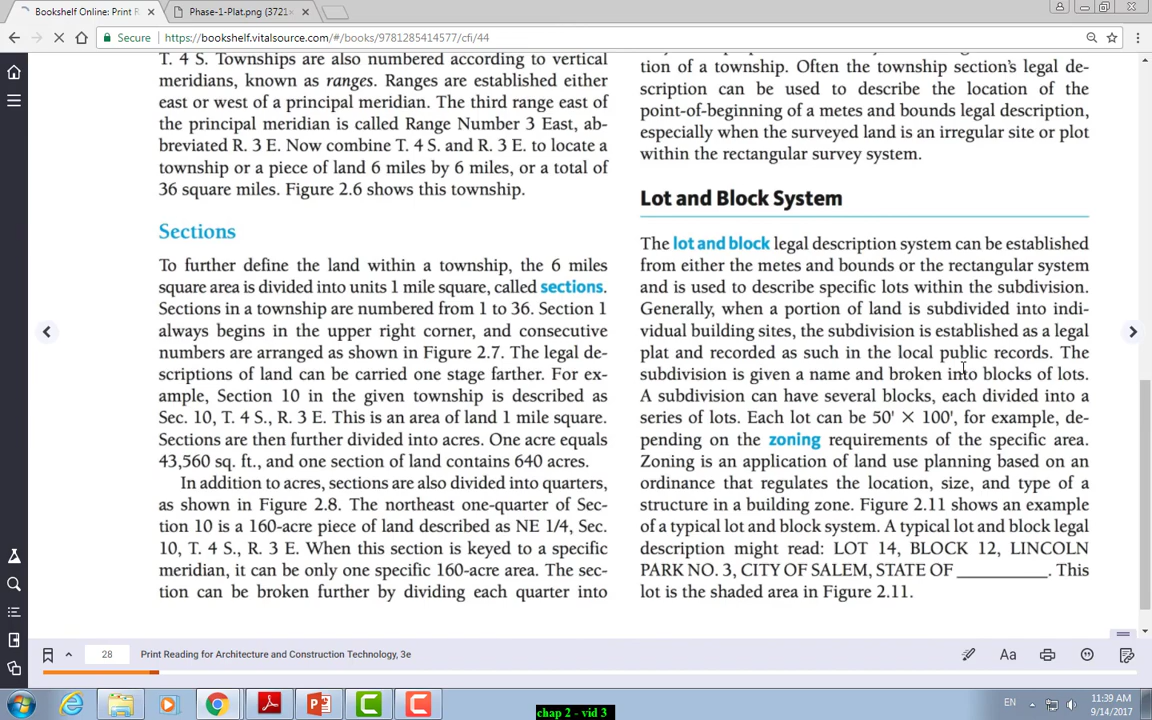 Bookshelf Online: Print R
Phase-1-Plat.png (3721×
Secure
https://bookshelf.vitalsource.com/#/books/9781285414577/cfi/44
T. 4 S. Townships are also numbered according to vertical
meridians, known as ranges. Ranges are established either
east or west of a principal meridian. The third range east of
the principal meridian is called Range Number 3 East, ab-
breviated R. 3 E. Now combine T. 4 S. and R. 3 E. to locate a
township or a piece of land 6 miles by 6 miles, or a total of
36 square miles. Figure 2.6 shows this township.
Sections
To further define the land within a township, the 6 miles
square area is divided into units 1 mile square, called sections.
Sections in a township are numbered from 1 to 36. Section 1
always begins in the upper right corner, and consecutive
numbers are arranged as shown in Figure 2.7. The legal de-
scriptions of land can be carried one stage farther. For ex-
ample, Section 10 in the given township is described as
Sec. 10, T. 4 S., R. 3 E. This is an area of land 1 mile square.
Sections are then further divided into acres. One acre equals
43,560 sq. ft., and one section of land contains 640 acres.
In addition to acres, sections are also divided into quarters,
as shown in Figure 2.8. The northeast one-quarter of Sec-
tion 10 is a 160-acre piece of land described as NE 1/4, Sec.
10, T. 4 S., R. 3 E. When this section is keyed to a specific
meridian, it can be only one specific 160-acre area. The sec-
tion can be broken further by dividing each quarter into
tion of a township. Often the township section's legal de-
scription can be used to describe the location of the
point-of-beginning of a metes and bounds legal description,
especially when the surveyed land is an irregular site or plot
within the rectangular survey system.
Lot and Block System
The lot and block legal description system can be established
from either the metes and bounds or the rectangular system
and is used to describe specific lots within the subdivision.
Generally, when a portion of land is subdivided into indi-
vidual building sites, the subdivision is established as a legal
plat and recorded as such in the local public records. The
subdivision is given a name and broken into blocks of lots.
A subdivision can have several blocks, each divided into a
series of lots. Each lot can be 50' × 100', for example, de-
pending on the zoning requirements of the specific area.
Zoning is an application of land use planning based on an
ordinance that regulates the location, size, and type of a
structure in a building zone. Figure 2.11 shows an example
of a typical lot and block system. A typical lot and block legal
description might read: LOT 14, BLOCK 12, LINCOLN
PARK NO. 3, CITY OF SALEM, STATE OF __________. This
lot is the shaded area in Figure 2.11.
28
Print Reading for Architecture and Construction Technology, 3e
Aa
EN
11:39 AM
9/14/2017
chap 2 - vid 3